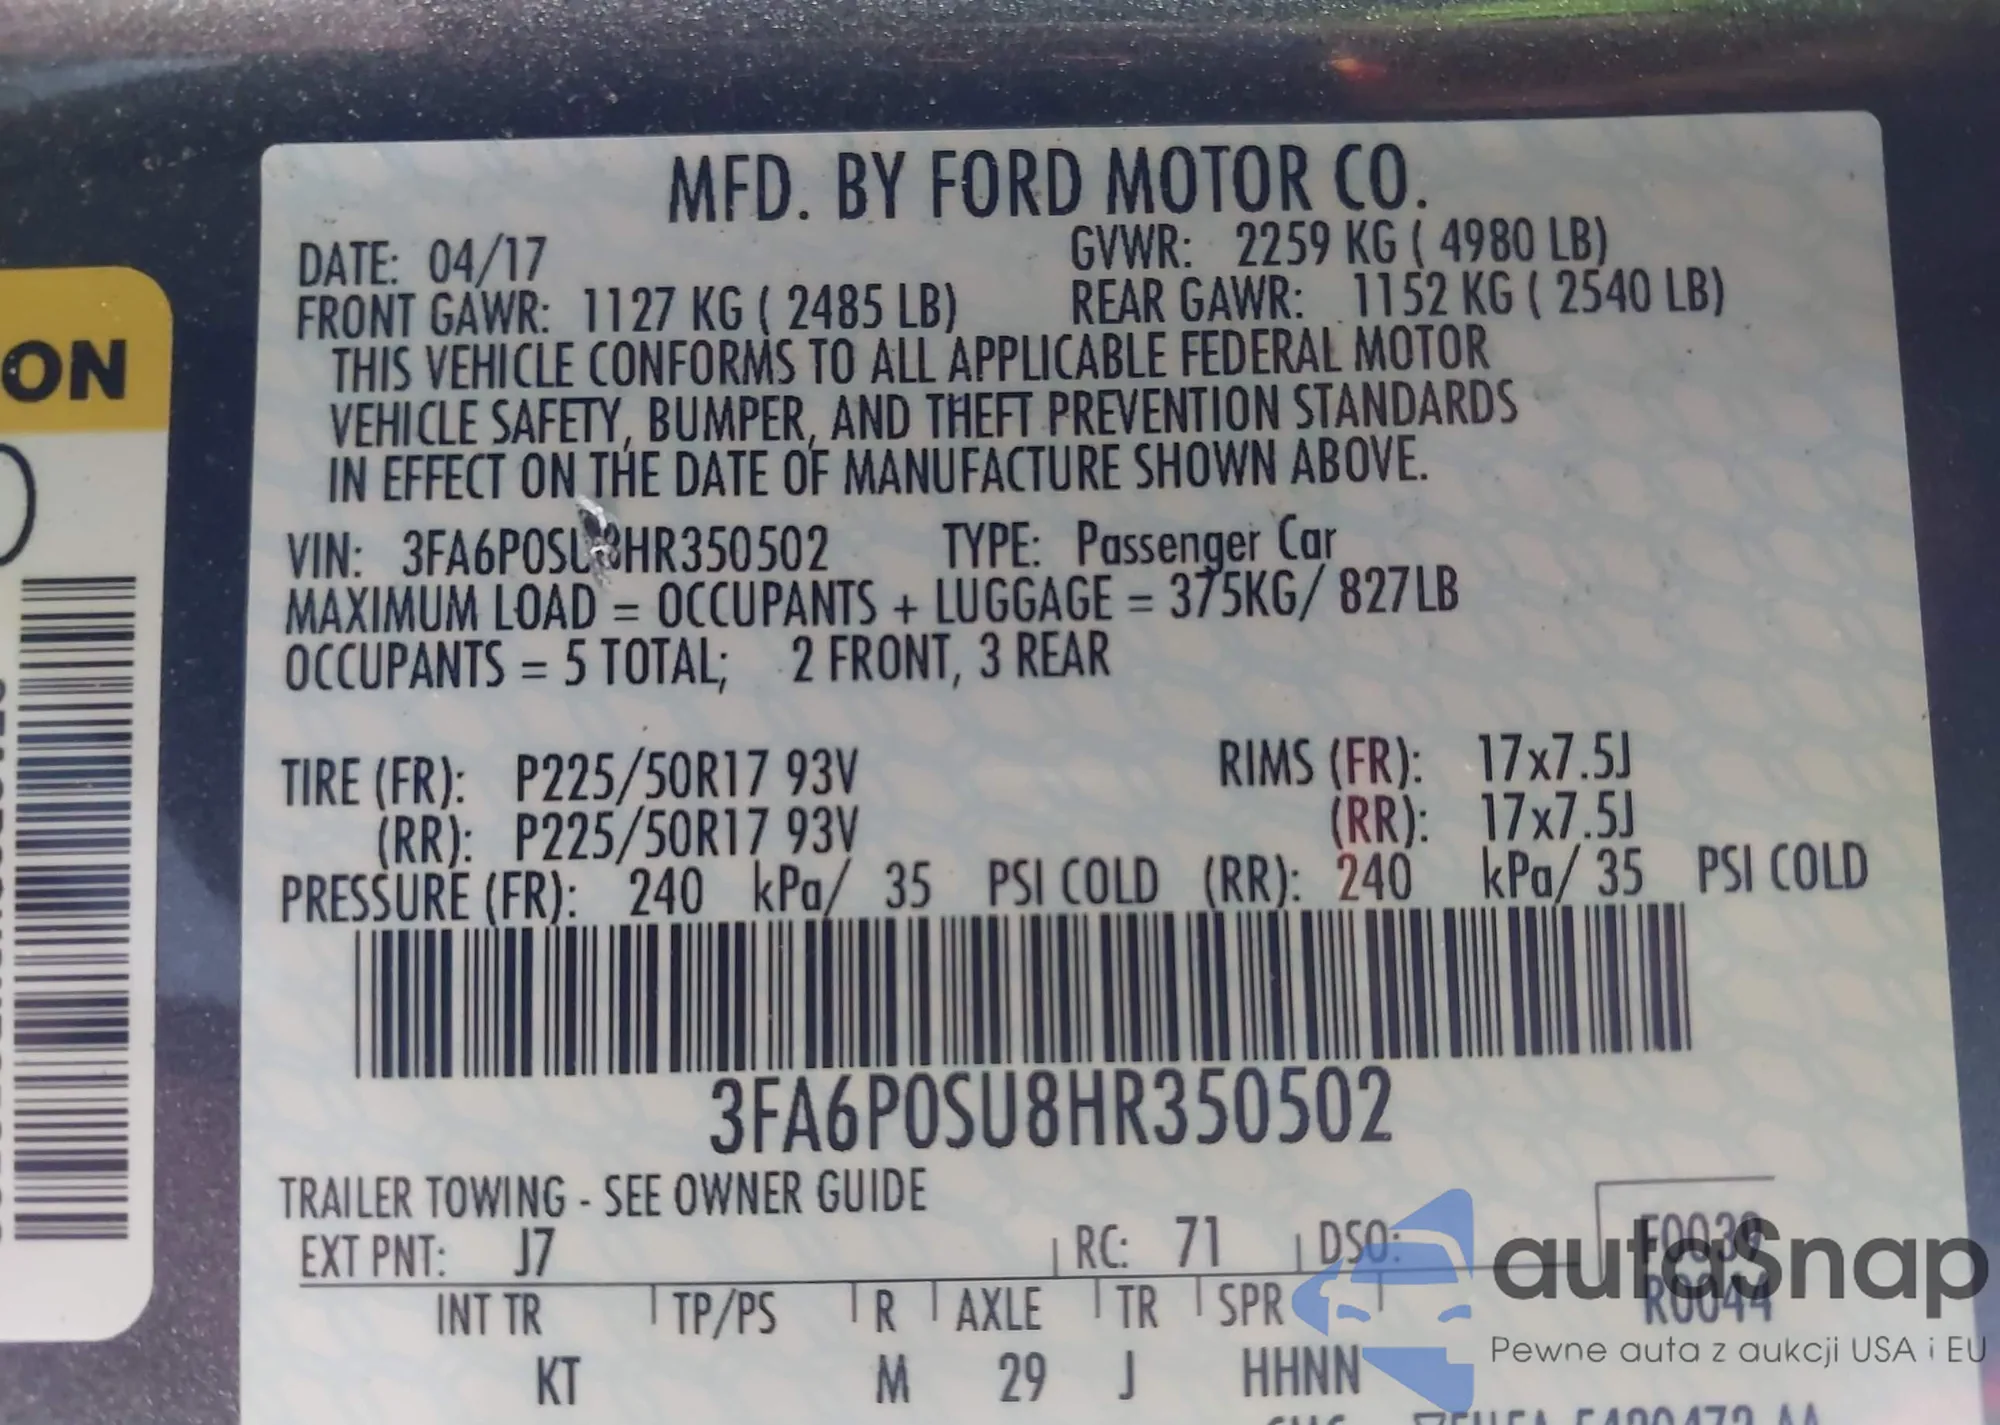 MFD. BY FORD MOTOR CO.
DATE: 04/17 GVWR: 2259 KG ( 4980 LB)
FRONT GAWR: 1127 KG ( 2485 LB) REAR GAWR: 1152 KG ( 2540 LB)
THIS VEHICLE CONFORMS TO ALL APPLICABLE FEDERAL MOTOR
VEHICLE SAFETY, BUMPER, AND THEFT PREVENTION STANDARDS
IN EFFECT ON THE DATE OF MANUFACTURE SHOWN ABOVE.
VIN: 3FA6P0SU8HR350502 TYPE: Passenger Car
MAXIMUM LOAD = OCCUPANTS + LUGGAGE = 375KG/ 827LB
OCCUPANTS = 5 TOTAL; 2 FRONT, 3 REAR
TIRE (FR): P225/50R17 93V RIMS (FR): 17x7.5J
(RR): P225/50R17 93V (RR): 17x7.5J
PRESSURE (FR): 240 kPa/ 35 PSI COLD (RR): 240 kPa/ 35 PSI COLD
3FA6P0SU8HR350502
TRAILER TOWING - SEE OWNER GUIDE
EXT PNT: J7 RC: 71 DSO:
F0039
R0044
INT TR TP/PS R AXLE TR SPR
KT M 29 J HHNN
ON
autaSnap
Pewne auta z aukcji USA i EU